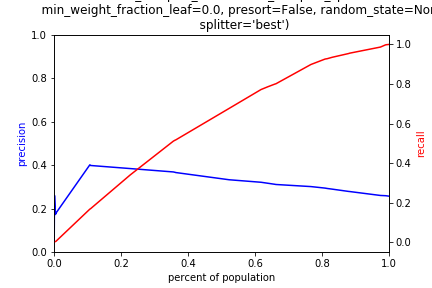 min_weight_fraction_leaf=0.0, presort=False, random_state=No
splitter='best')
1.0
0.8
0.6
0.4
0.2
0.0
precision
1.0
0.8
0.6
0.4
0.2
0.0
recall
0.0 0.2 0.4 0.6 0.8 1.0
percent of population